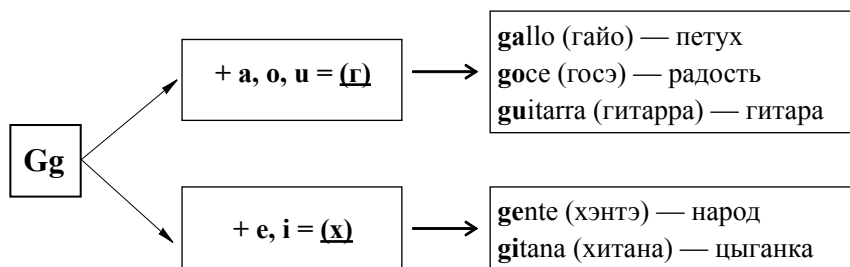 Gg
+ a, o, u = (г)
gallo (гайо) — петух
goce (госэ) — радость
guitarra (гитарра) — гитара
+ e, i = (х)
gente (хэнтэ) — народ
gitana (хитана) — цыганка